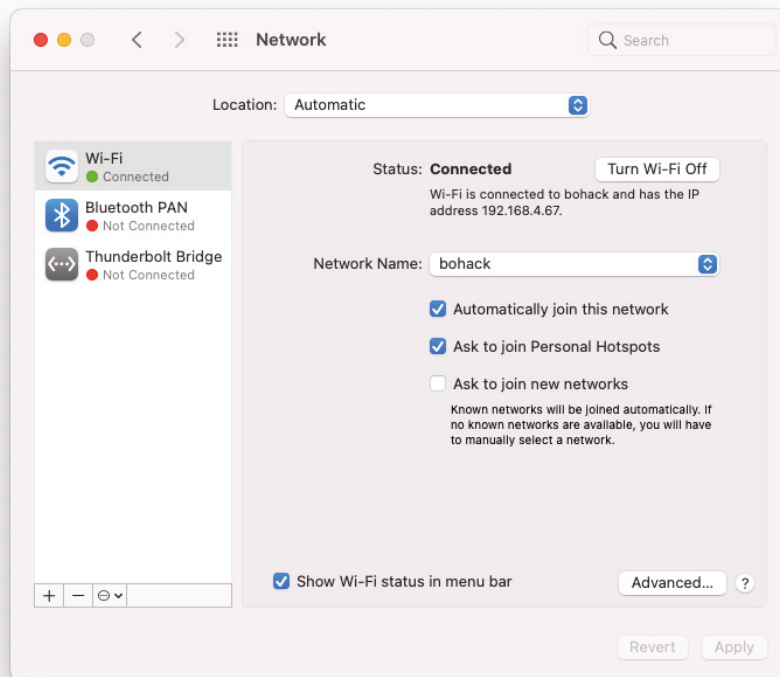 Network
Search
Location: Automatic
Wi-Fi
Connected
Bluetooth PAN
Not Connected
Thunderbolt Bridge
Not Connected
Status: Connected
Turn Wi-Fi Off
Wi-Fi is connected to bohack and has the IP
address 192.168.4.67.
Network Name: bohack
Automatically join this network
Ask to join Personal Hotspots
Ask to join new networks
Known networks will be joined automatically. If
no known networks are available, you will have
to manually select a network.
Show Wi-Fi status in menu bar
Advanced...
?
Revert
Apply